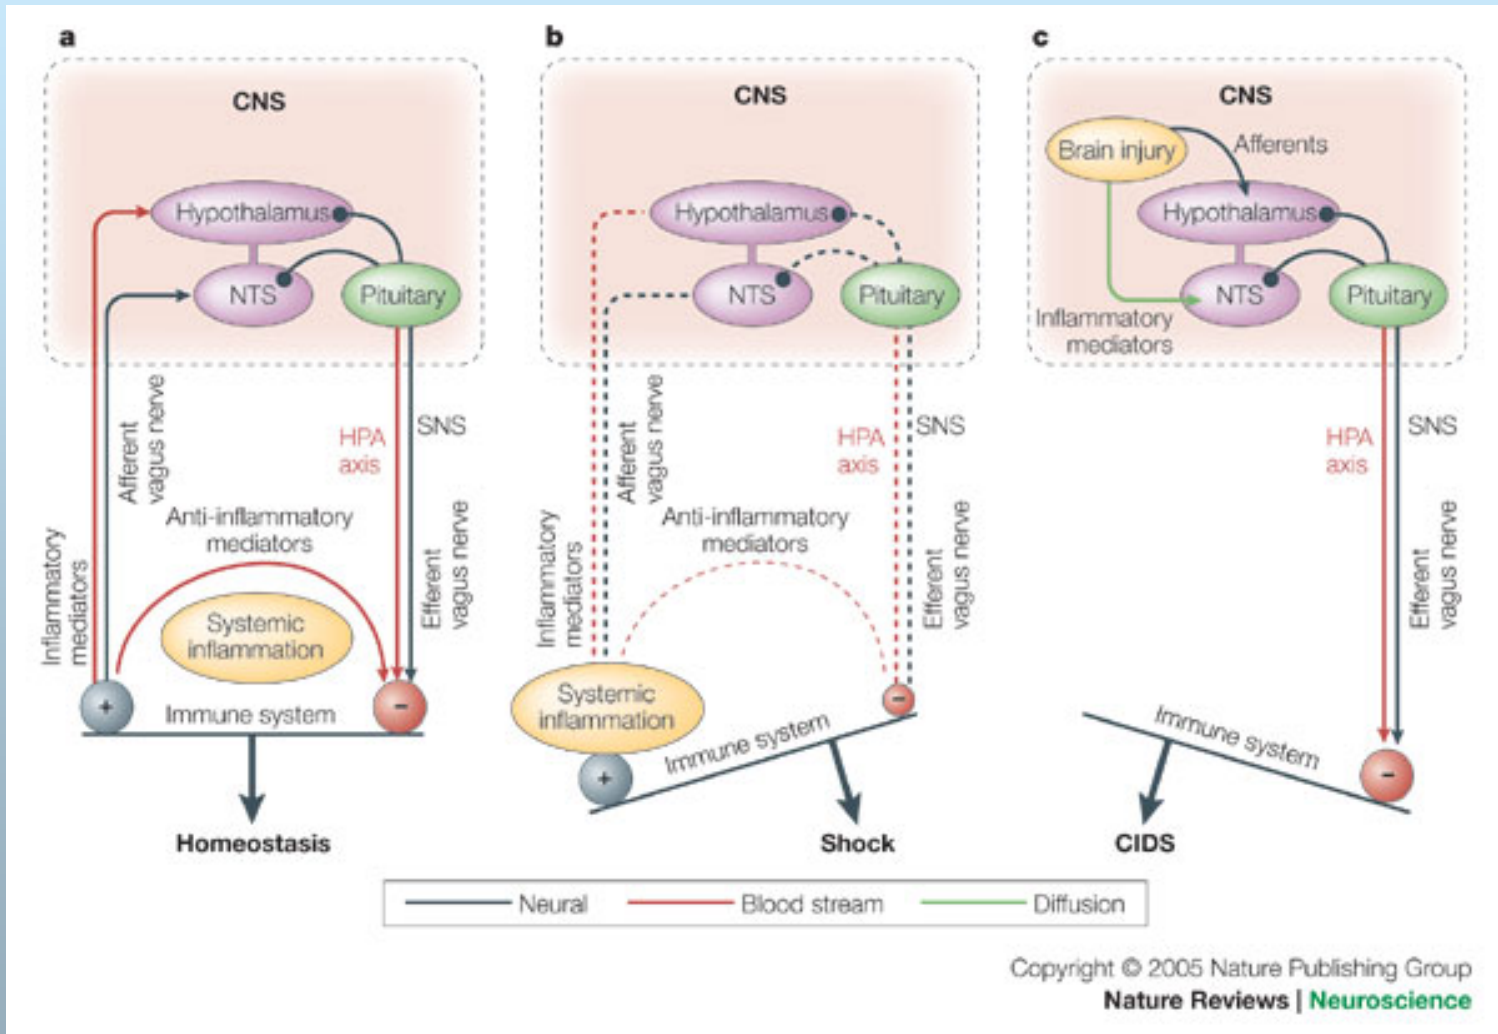 a
CNS
Hypothalamus
NTS
Pituitary
Afferent
vagus nerve
HPA
axis
SNS
Anti-inflammatory
mediators
Inflammatory
mediators
Efferent
vagus nerve
Systemic
inflammation
+
Immune system
−
Homeostasis
b
CNS
Hypothalamus
NTS
Pituitary
Afferent
vagus nerve
HPA
axis
SNS
Anti-inflammatory
mediators
Inflammatory
mediators
Efferent
vagus nerve
Systemic
inflammation
−
+
Immune system
Shock
c
CNS
Brain injury
Afferents
Hypothalamus
NTS
Pituitary
Inflammatory
mediators
HPA
axis
SNS
Efferent
vagus nerve
Immune system
−
CIDS
Neural
Blood stream
Diffusion
Copyright © 2005 Nature Publishing Group
Nature Reviews | Neuroscience